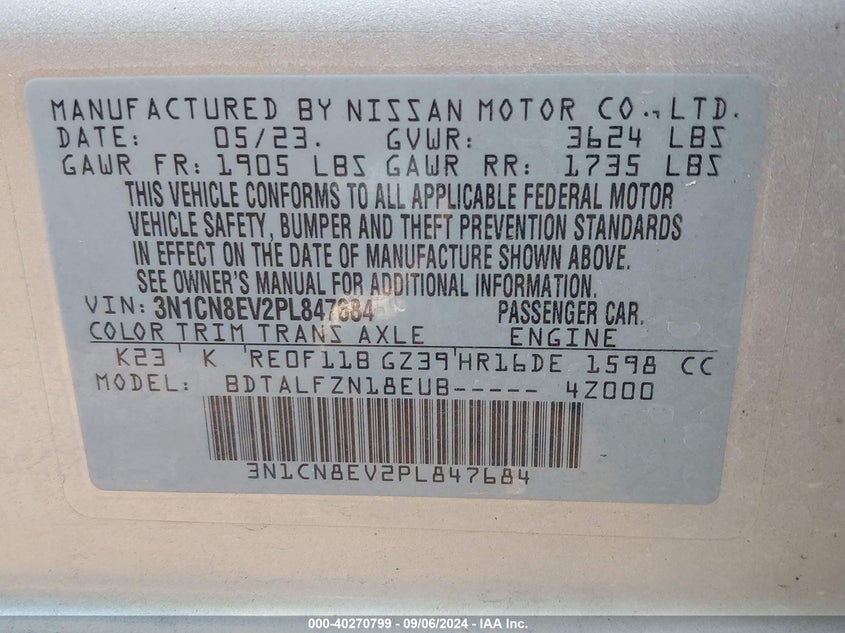 MANUFACTURED BY NISSAN MOTOR CO., LTD.
DATE: 05/23. GVWR: 3624 LBS
GAWR FR: 1905 LBS GAWR RR: 1735 LBS
THIS VEHICLE CONFORMS TO ALL APPLICABLE FEDERAL MOTOR
VEHICLE SAFETY, BUMPER AND THEFT PREVENTION STANDARDS
IN EFFECT ON THE DATE OF MANUFACTURE SHOWN ABOVE.
SEE OWNER'S MANUAL FOR ADDITIONAL INFORMATION.
VIN: 3N1CN8EV2PL847684 PASSENGER CAR.
COLOR TRIM TRANS AXLE ENGINE
K23 K RE0F11B GZ39 HR16DE 1598 CC
MODEL: BDTALFZN18EUB----- 4Z000
3N1CN8EV2PL847684
000-40270799 - 09/06/2024 - IAA Inc.